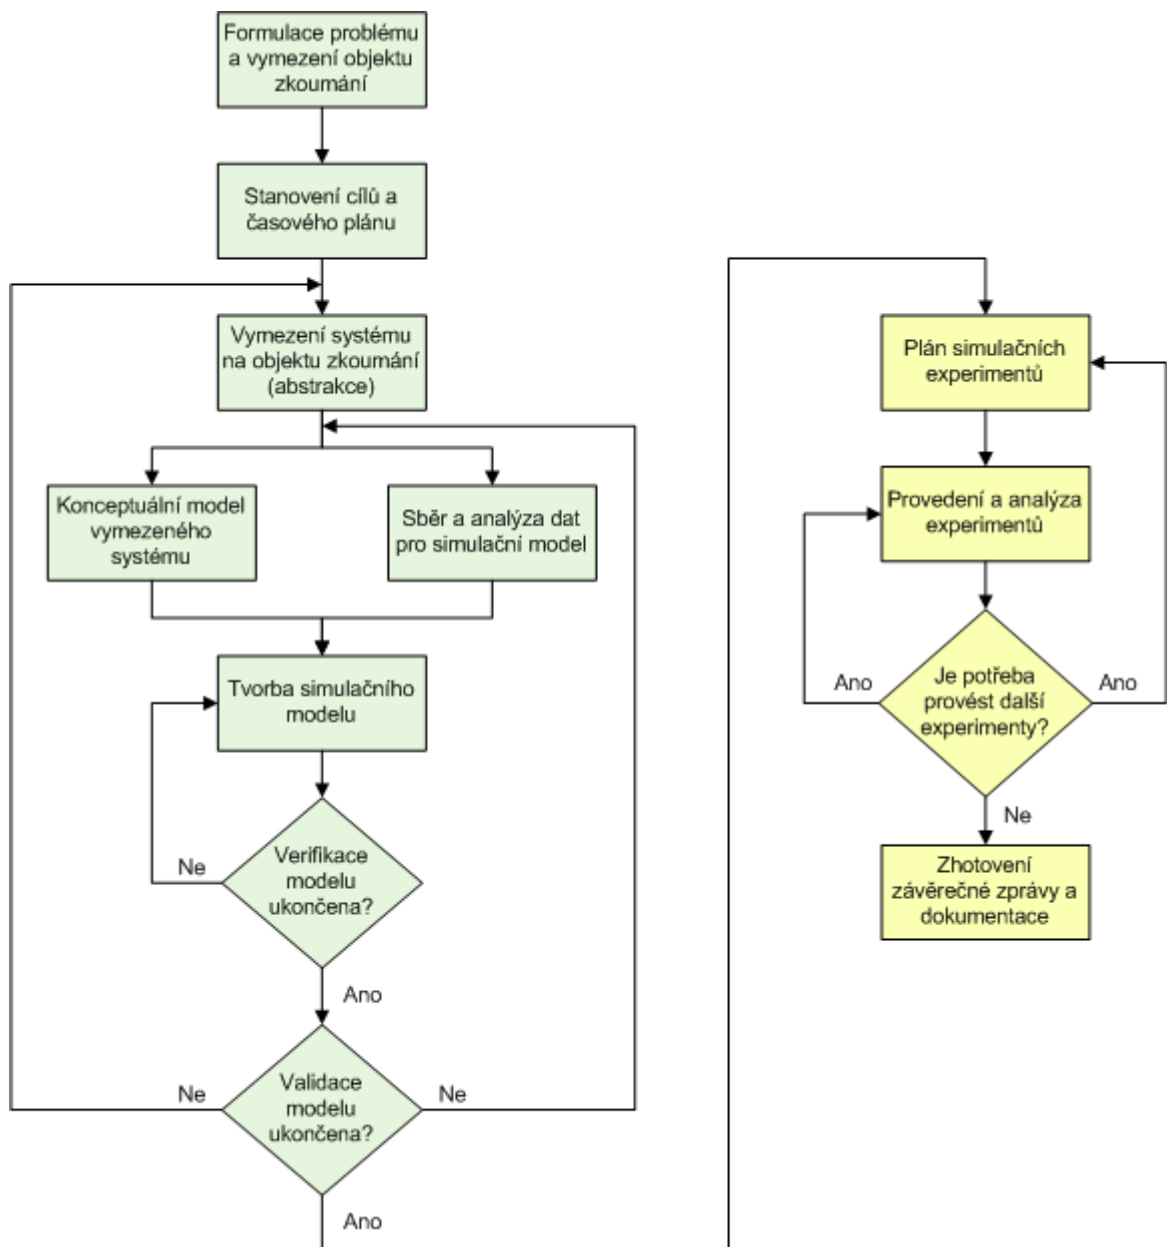 Formulace problému
a vymezení objektu
zkoumání
Stanovení cílů a
časového plánu
Vymezení systému
na objektu zkoumání
(abstrakce)
Konceptuální model
vymezeného
systému
Sběr a analýza dat
pro simulační model
Tvorba simulačního
modelu
Ne
Verifikace
modelu
ukončena?
Ano
Ne
Validace
modelu
ukončena?
Ne
Ano
Plán simulačních
experimentů
Provedení a analýza
experimentů
Ano
Je potřeba
provést další
experimenty?
Ano
Ne
Zhotovení
závěrečné zprávy a
dokumentace